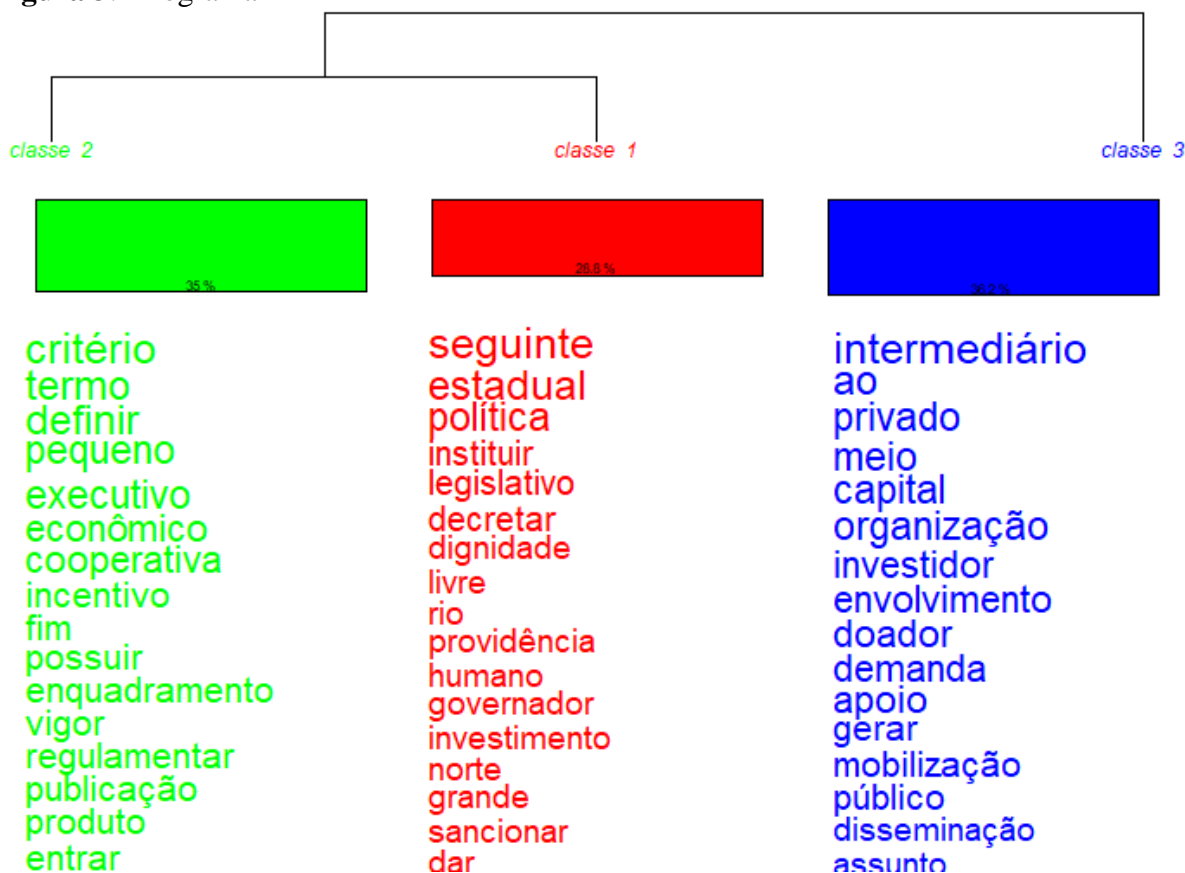 classe 2
classe 1
classe 3
35 %
28.8 %
36.2 %
critério
termo
definir
pequeno
executivo
econômico
cooperativa
incentivo
fim
possuir
enquadramento
vigor
regulamentar
publicação
produto
entrar
seguinte
estadual
política
instituir
legislativo
decretar
dignidade
livre
rio
providência
humano
governador
investimento
norte
grande
sancionar
dar
intermediário
ao
privado
meio
capital
organização
investidor
envolvimento
doador
demanda
apoio
gerar
mobilização
público
disseminação
assunto